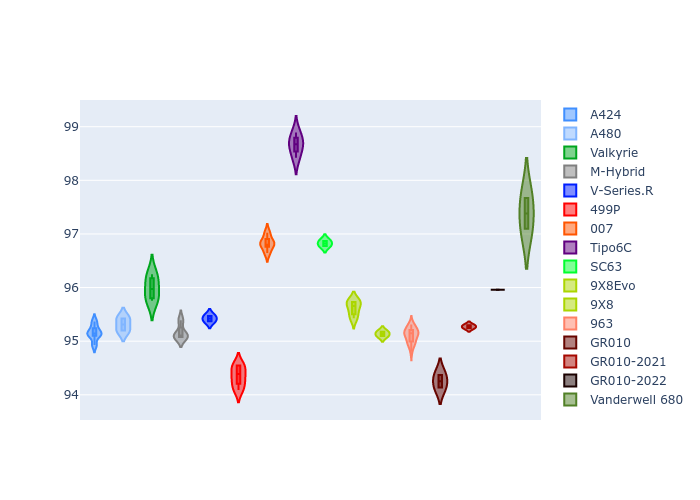 99
98
97
96
95
94
A424
A480
Valkyrie
M-Hybrid
V-Series.R
499P
007
Tipo6C
SC63
9X8Evo
9X8
963
GR010
GR010-2021
GR010-2022
Vanderwell 680